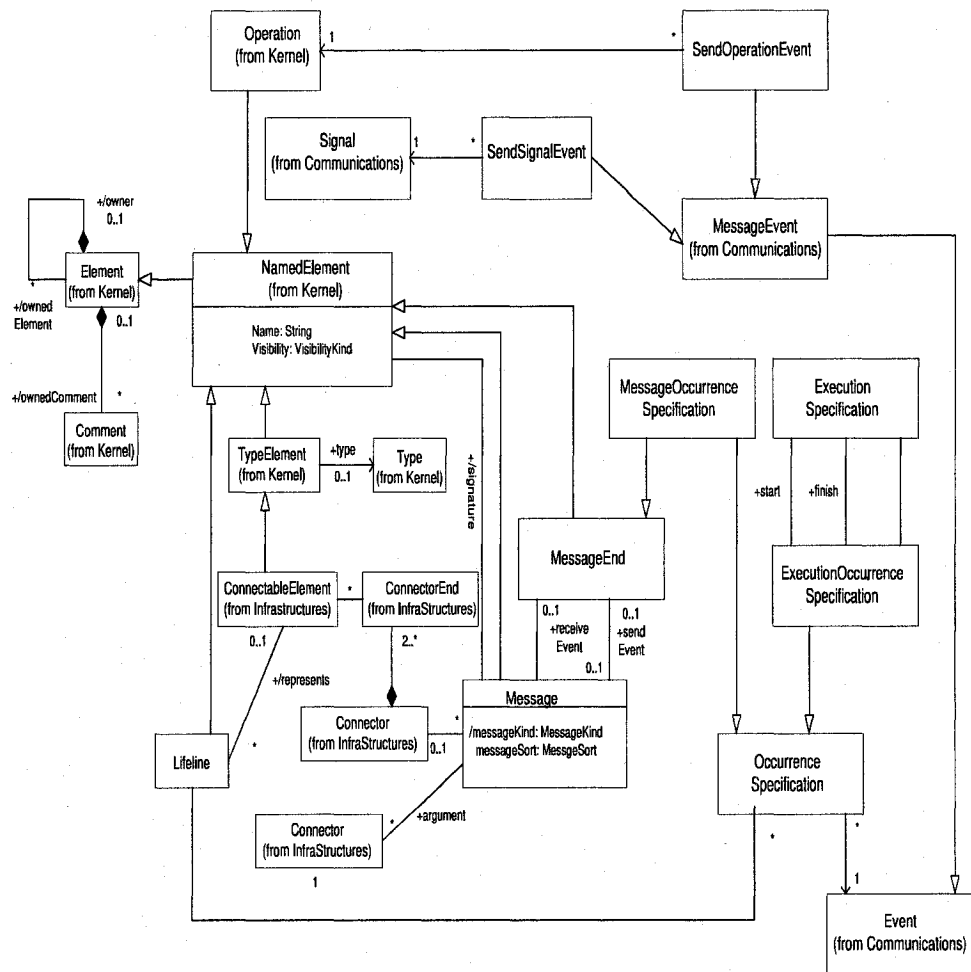 Operation
(from Kernel)
1
*
SendOperationEvent
Signal
(from Communications)
1
*
SendSignalEvent
+/owner
0..1
MessageEvent
(from Communications)
Element
(from Kernel)
*
+/owned
Element
0..1
NamedElement
(from Kernel)
Name: String
Visibility: VisibilityKind
+/ownedComment
*
Comment
(from Kernel)
MessageOccurrence
Specification
Execution
Specification
TypeElement
(from Kernel)
+type
0..1
Type
(from Kernel)
+/signature
+start
+finish
MessageEnd
ExecutionOccurrence
Specification
ConnectableElement
(from Infrastructures)
*
ConnectorEnd
(from InfraStructures)
0..1
2..*
0..1
+receive
Event
0..1
+send
Event
0..1
+/represents
*
Message
/messageKind: MessageKind
messageSort: MessgeSort
Connector
(from InfraStructures)
*
0..1
Lifeline
Occurrence
Specification
*
+argument
Connector
(from InfraStructures)
1
*
*
1
Event
(from Communications)